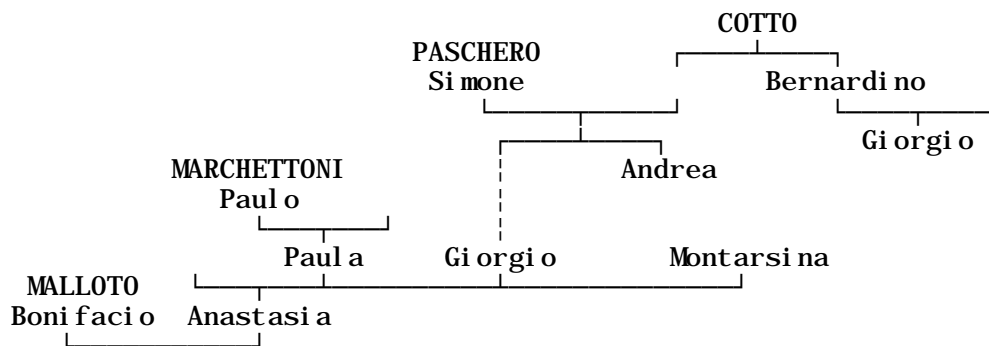 COTTO
PASCHERO
Simone Bernardino
Giorgio
MARCHETTONI Andrea
Paulo
Paula Giorgio Montarsina
MALLOTO
Bonifacio Anastasia